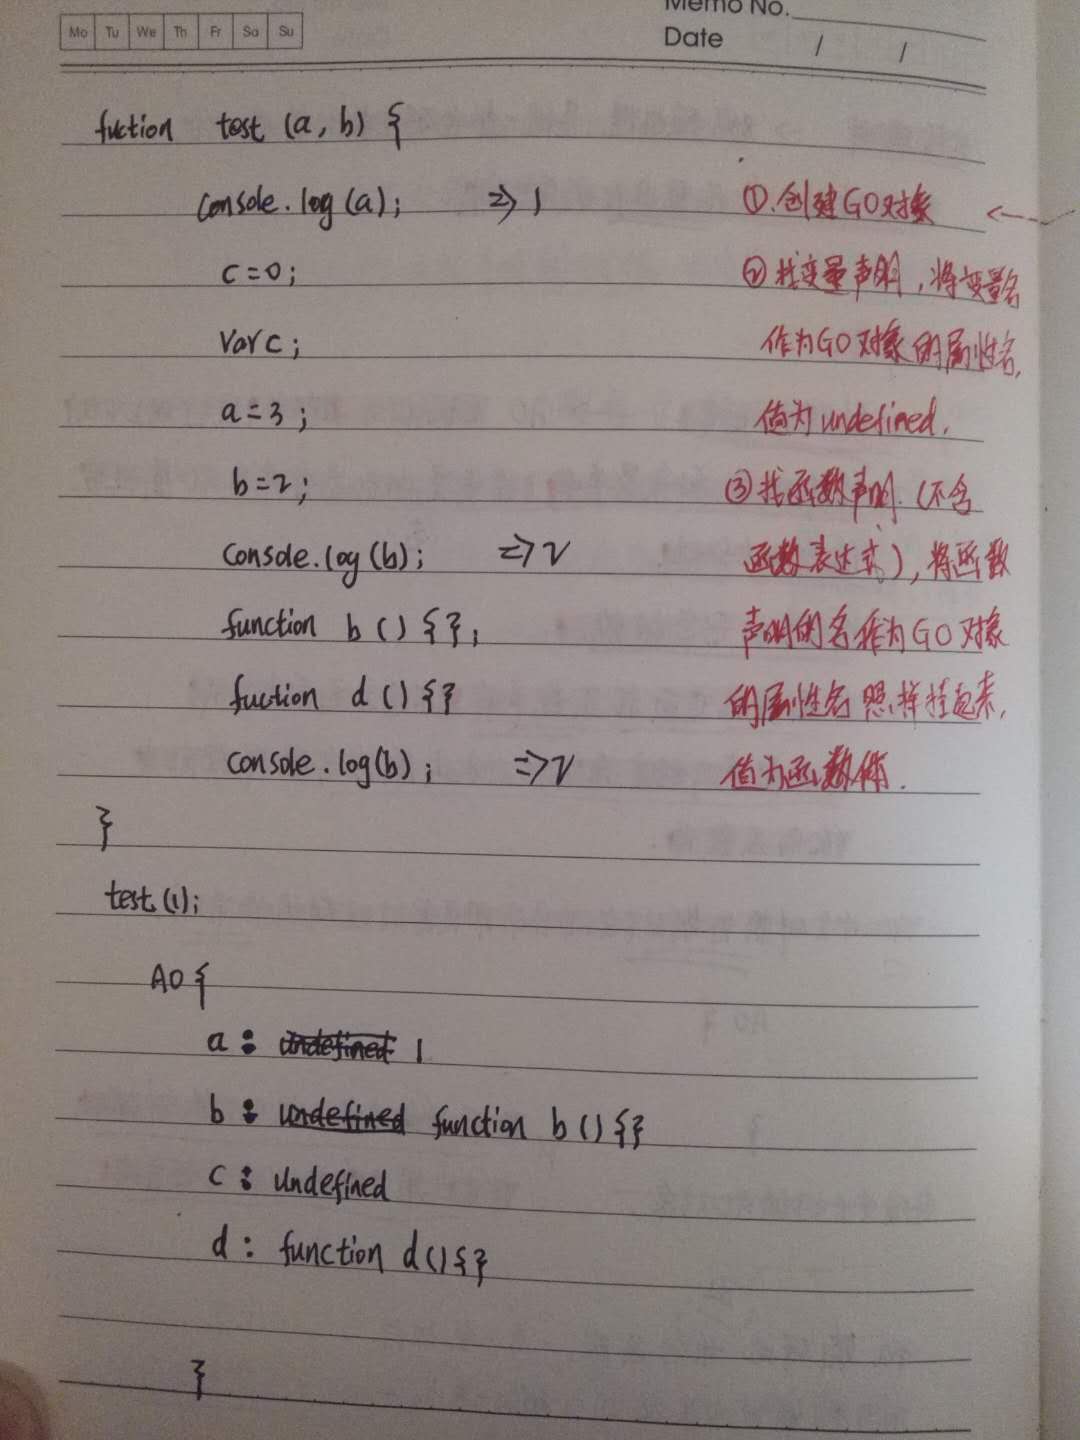 Mo Tu We Th Fr Sa Su
Memo No.
Date / /
fuction test (a, b) {
console.log(a); => 1
①.创建GO对象
c=0;
②找变量声明,将变量名
var c;
作为GO对象的属性名,
a=3;
值为undefined.
b=2;
③找函数声明.(不含
console.log(b); =>2
函数表达式),将函数
function b () {};
声明的名作为GO对象
fuction d () {}
的属性名照样挂起来,
console.log(b); =>2
值为函数体.
}
test(1);
AO {
a : undefined 1
b : undefined function b () {}
c : undefined
d : function d () {}
}